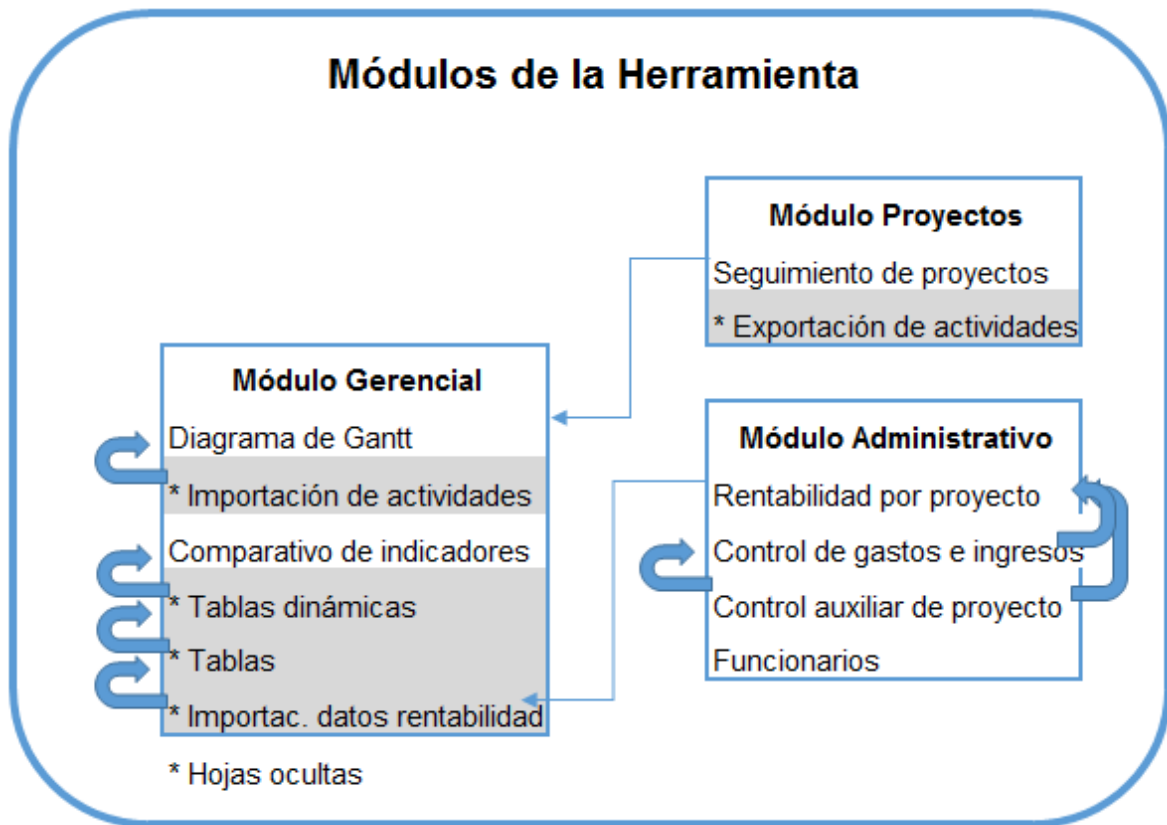 Módulos de la Herramienta
Módulo Proyectos
Seguimiento de proyectos
* Exportación de actividades
Módulo Gerencial
Diagrama de Gantt
* Importación de actividades
Comparativo de indicadores
* Tablas dinámicas
* Tablas
* Importac. datos rentabilidad
* Hojas ocultas
Módulo Administrativo
Rentabilidad por proyecto
Control de gastos e ingresos
Control auxiliar de proyecto
Funcionarios